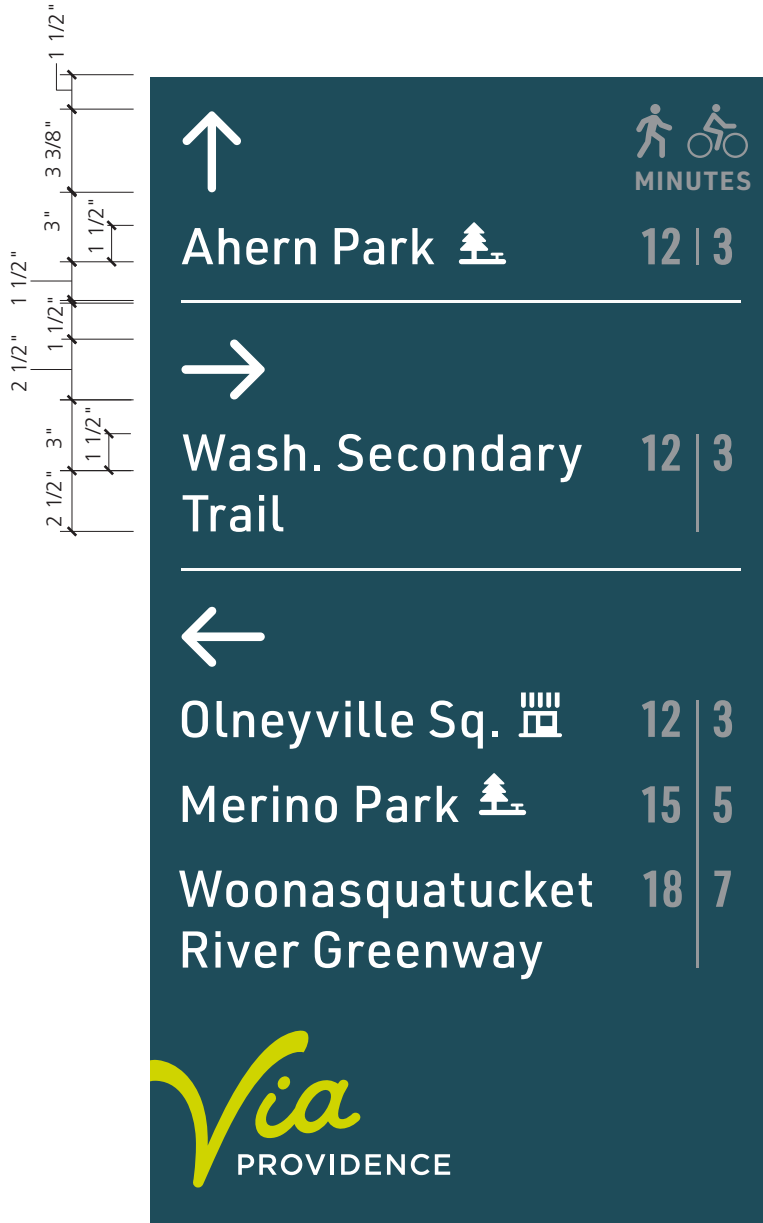 1 1/2"
3 3/8"
3"
1 1/2"
1 1/2"
1 1/2"
2 1/2"
3"
1 1/2"
2 1/2"
MINUTES
Ahern Park 12 | 3
Wash. Secondary 12 | 3
Trail
Olneyville Sq. 12 | 3
Merino Park 15 | 5
Woonasquatucket 18 | 7
River Greenway
Via
PROVIDENCE